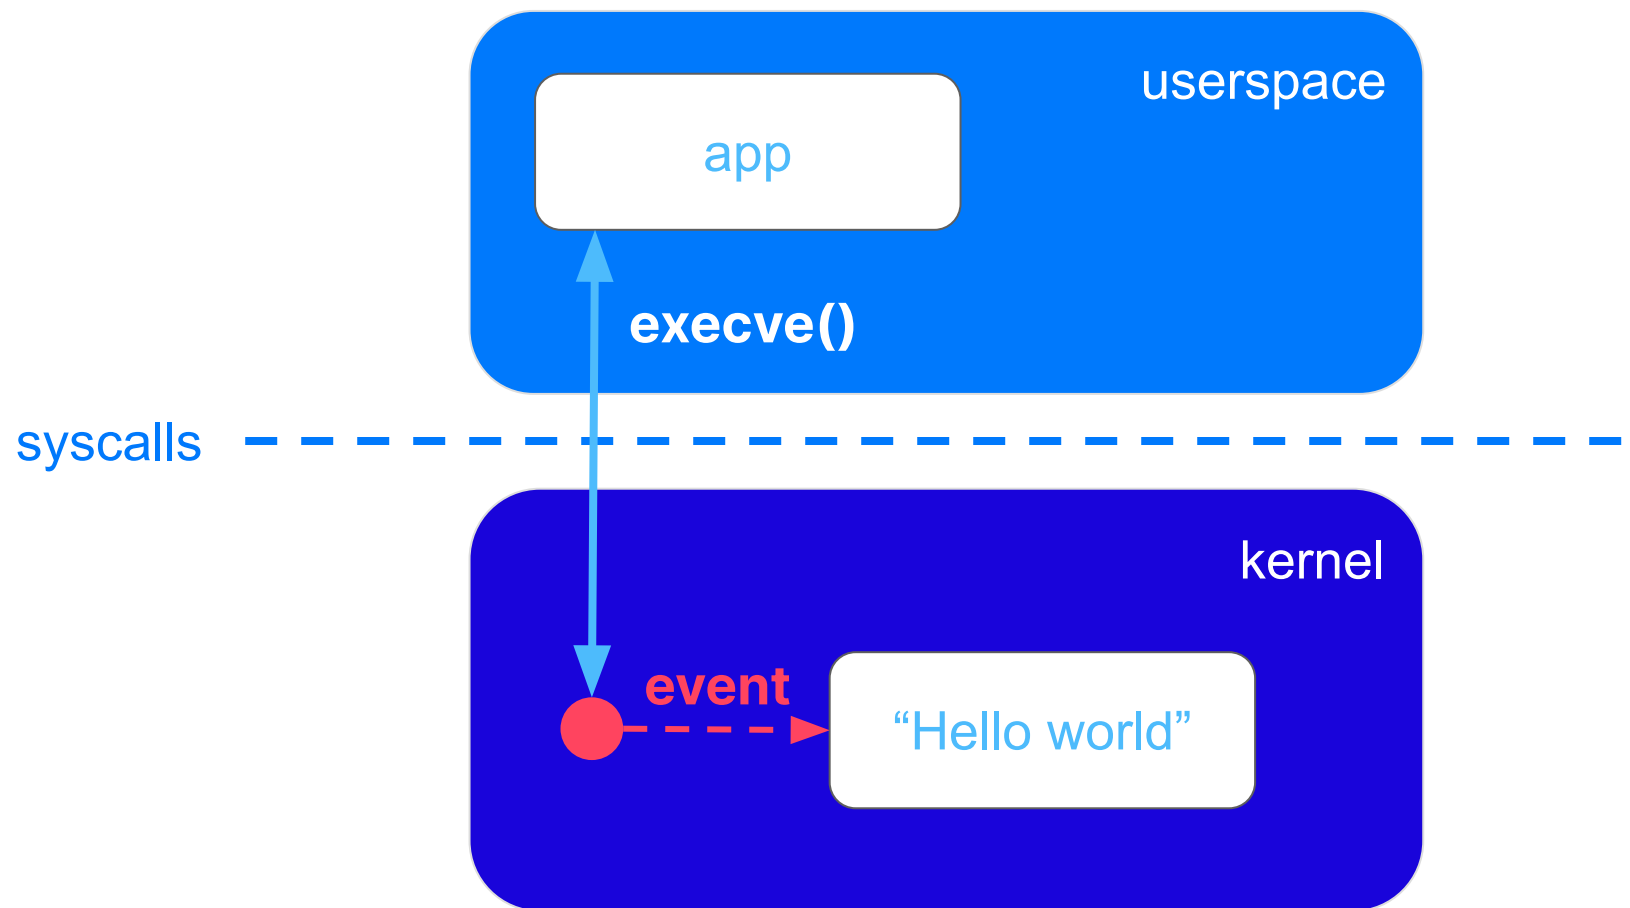 userspace
app
execve()
syscalls
kernel
event
“Hello world”